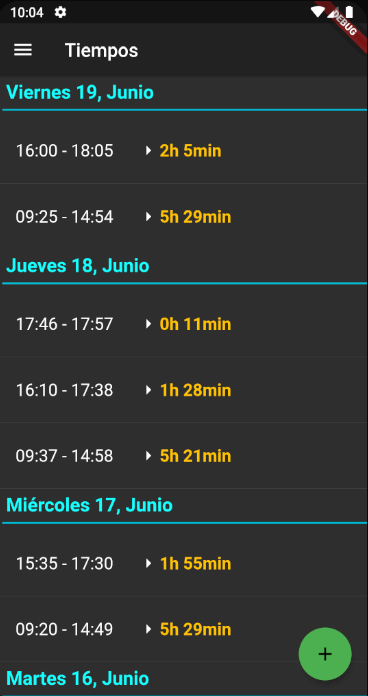 10:04
DEBUG
Tiempos
Viernes 19, Junio
16:00 - 18:05 2h 5min
09:25 - 14:54 5h 29min
Jueves 18, Junio
17:46 - 17:57 0h 11min
16:10 - 17:38 1h 28min
09:37 - 14:58 5h 21min
Miércoles 17, Junio
15:35 - 17:30 1h 55min
09:20 - 14:49 5h 29min
Martes 16, Junio